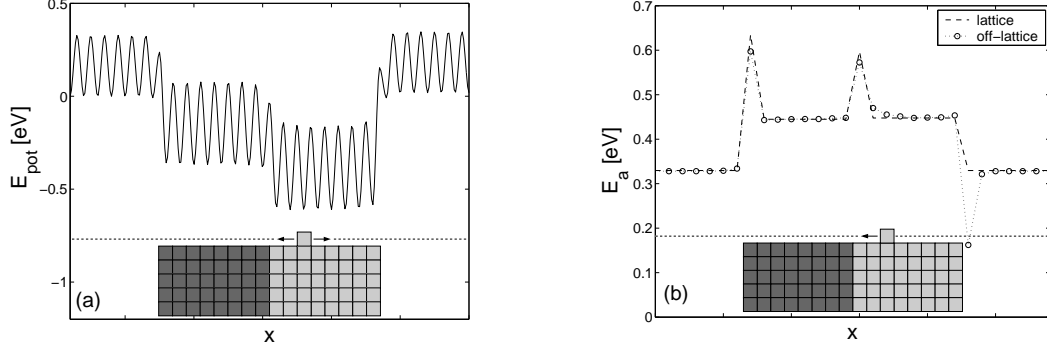 0.5
0
−0.5
−1
E_pot [eV]
(a)
x
0.7
0.6
0.5
0.4
0.3
0.2
0.1
0
E_a [eV]
lattice
off−lattice
(b)
x